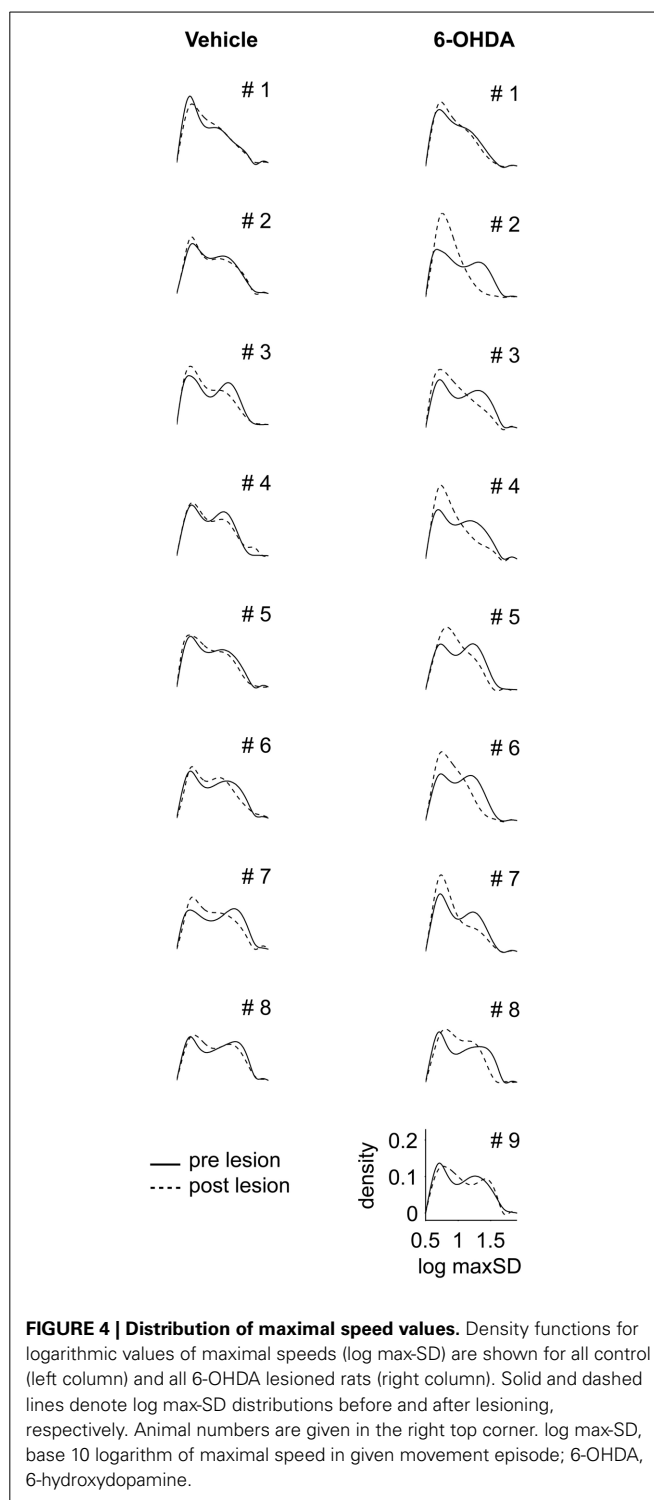 Vehicle 6-OHDA
# 1 # 1
# 2 # 2
# 3 # 3
# 4 # 4
# 5 # 5
# 6 # 6
# 7 # 7
# 8 # 8
# 9
pre lesion
post lesion
density
0.2
0.1
0
0.5 1 1.5
log maxSD
FIGURE 4 | Distribution of maximal speed values. Density functions for
logarithmic values of maximal speeds (log max-SD) are shown for all control
(left column) and all 6-OHDA lesioned rats (right column). Solid and dashed
lines denote log max-SD distributions before and after lesioning,
respectively. Animal numbers are given in the right top corner. log max-SD,
base 10 logarithm of maximal speed in given movement episode; 6-OHDA,
6-hydroxydopamine.